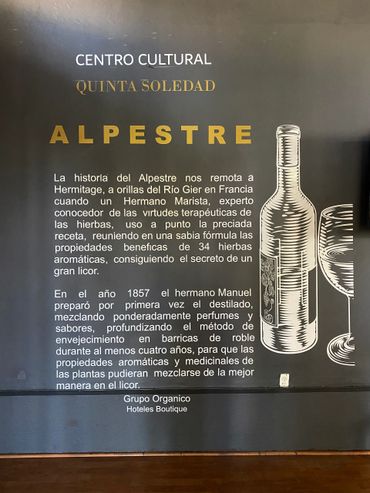 CENTRO CULTURAL
QUINTA SOLEDAD
ALPESTRE
La historia del Alpestre nos remota a
Hermitage, a orillas del Río Gier en Francia
cuando un Hermano Marista, experto
conocedor de las virtudes terapéuticas de
las hierbas, uso a punto la preciada
receta, reuniendo en una sabia fórmula las
propiedades beneficas de 34 hierbas
aromáticas, consiguiendo el secreto de un
gran licor.
En el año 1857 el hermano Manuel
preparó por primera vez el destilado,
mezclando ponderadamente perfumes y
sabores, profundizando el método de
envejecimiento en barricas de roble
durante al menos cuatro años, para que las
propiedades aromáticas y medicinales de
las plantas pudieran mezclarse de la mejor
manera en el licor.
Grupo Organico
Hoteles Boutique